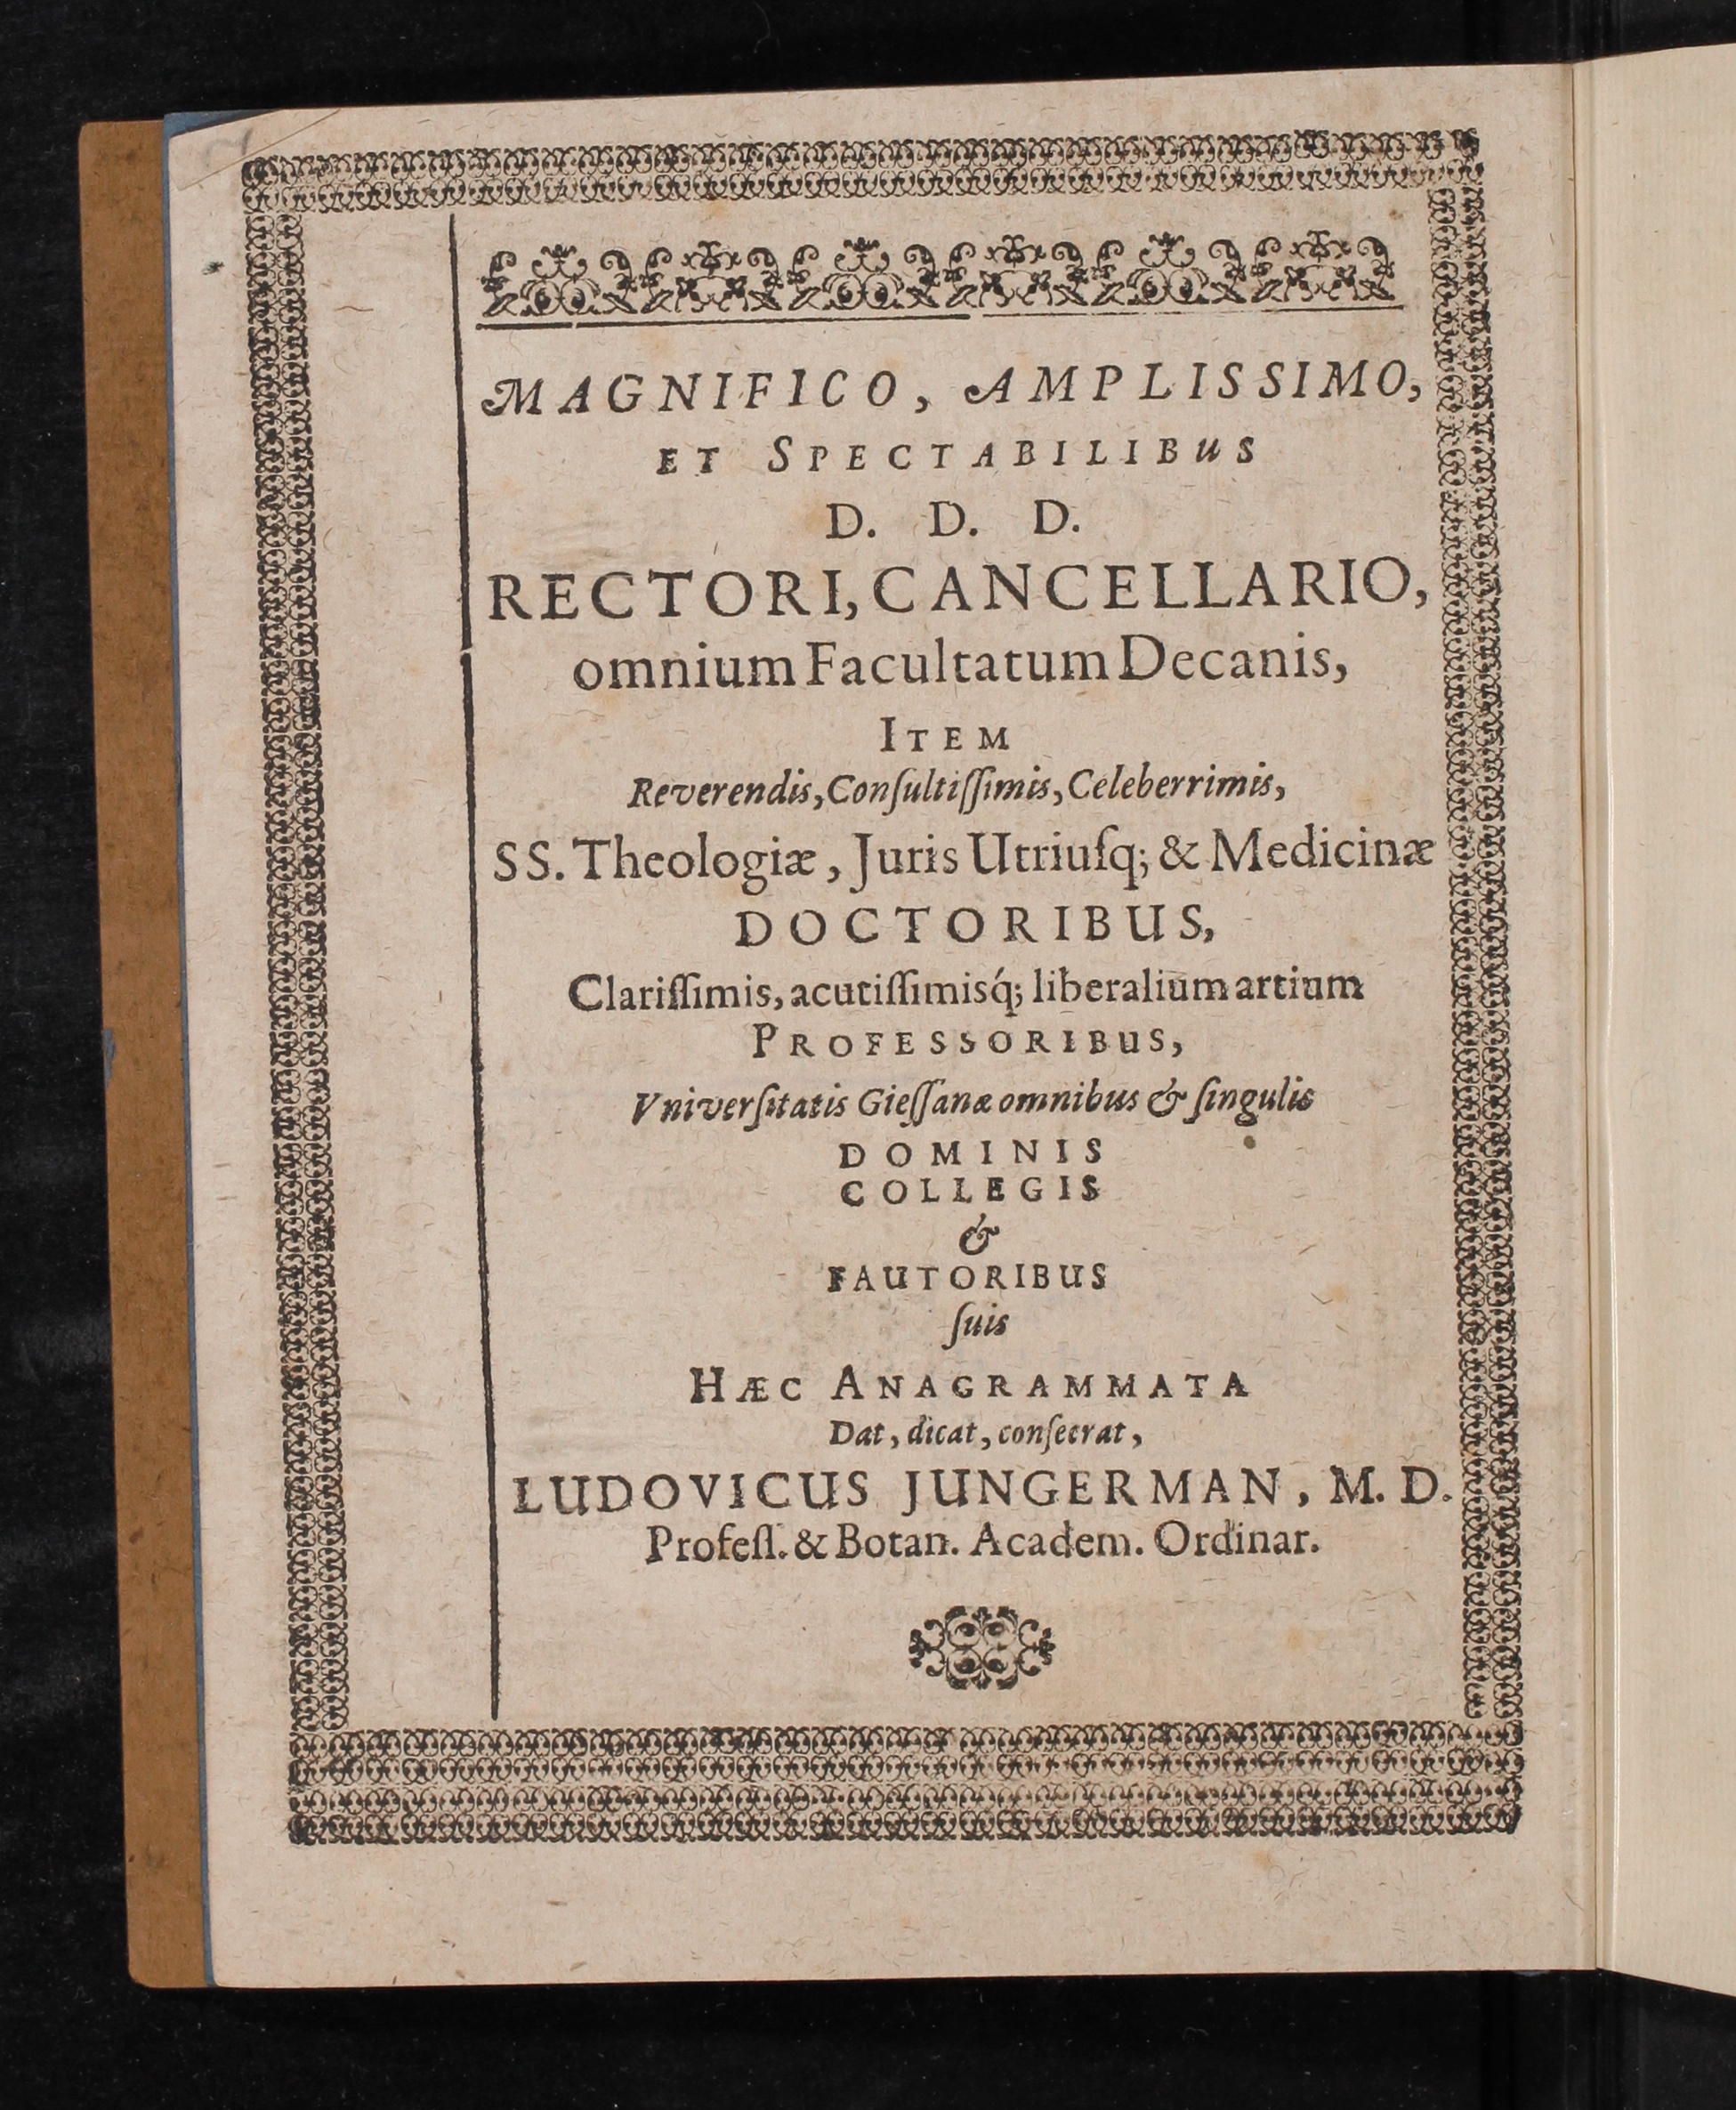 MAGNIFICO, AMPLISSIMO,
ET SPECTABILIBUS
D. D. D.
RECTORI, CANCELLARIO,
omnium Facultatum Decanis,
ITEM
Reverendis, Conſultiſſimis, Celeberrimis,
SS. Theologiæ, Juris Utriuſq; & Medicinæ
DOCTORIBUS,
Clariſſimis, acutiſſimisq́; liberalium artium
PROFESSORIBUS,
Vniverſitatis Gieſſanæ omnibus & ſingulis
DOMINIS
COLLEGIS
&
FAUTORIBUS
ſuis
HÆC ANAGRAMMATA
Dat, dicat, conſecrat,
LUDOVICUS JUNGERMAN, M. D.
Profeſſ. & Botan. Academ. Ordinar.